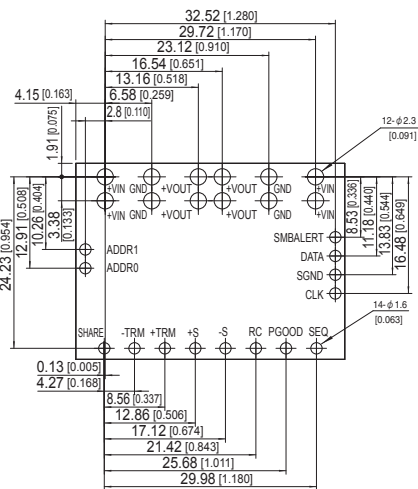 32.52 [1.280]
29.72 [1.170]
23.12 [0.910]
16.54 [0.651]
13.16 [0.518]
4.15 [0.163] 6.58 [0.259]
2.8 [0.110]
12-ϕ2.3
[0.091]
1.91 [0.075]
24.23 [0.954]
12.91 [0.508]
10.26 [0.404]
3.38 [0.133]
+VIN GND +VOUT +VOUT GND +VIN
+VIN GND +VOUT +VOUT GND +VIN
8.53 [0.336]
11.18 [0.440]
13.83 [0.544]
16.48 [0.649]
SMBALERT
ADDR1 DATA
ADDR0 SGND
CLK
14-ϕ1.6
[0.063]
SHARE -TRM +TRM +S -S RC PGOOD SEQ
0.13 [0.005]
4.27 [0.168]
8.56 [0.337]
12.86 [0.506]
17.12 [0.674]
21.42 [0.843]
25.68 [1.011]
29.98 [1.180]